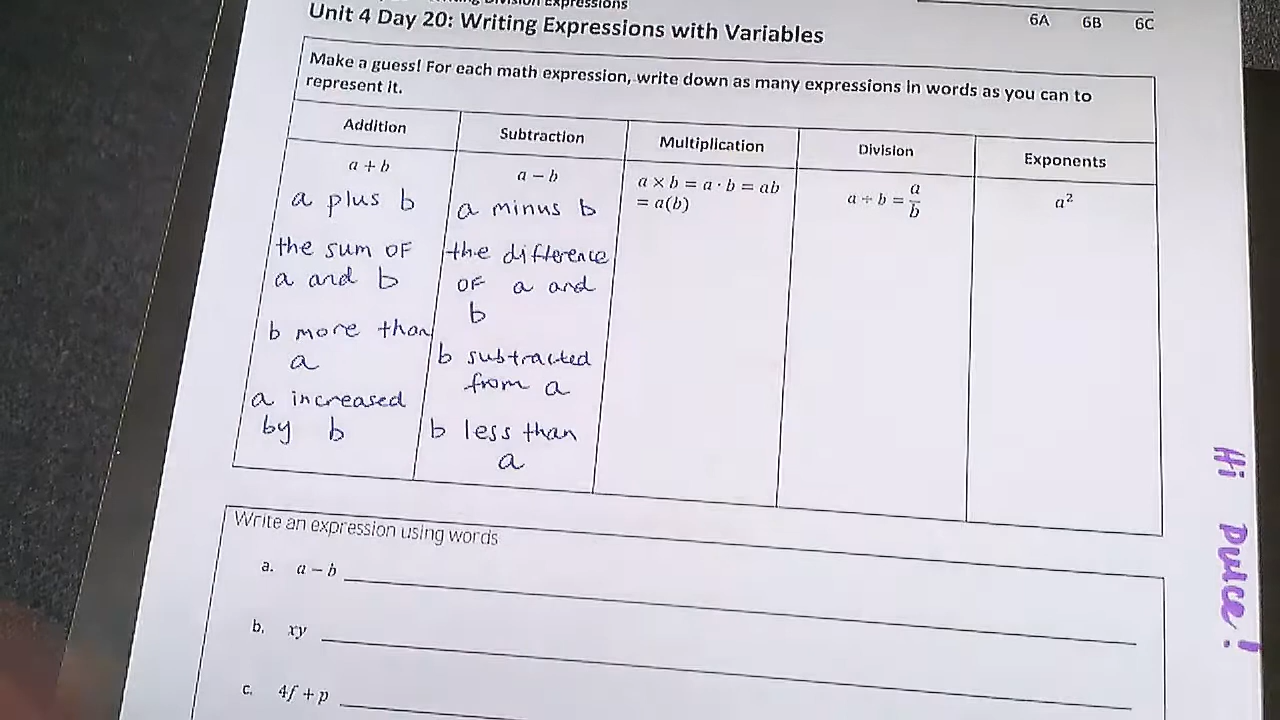 Division Expressions
Unit 4 Day 20: Writing Expressions with Variables
6A 6B 6C
Make a guess! For each math expression, write down as many expressions in words as you can to
represent it.
Addition
a + b
a plus b
the sum OF
a and b
b more than
a
a increased
by b
Subtraction
a − b
a minus b
the difference
OF a and
b
b subtracted
from a
b less than
a
Multiplication
a × b = a · b = ab
= a(b)
Division
a ÷ b = a/b
Exponents
a²
Write an expression using words
a. a − b
b. xy
c. 4f + p
Hi